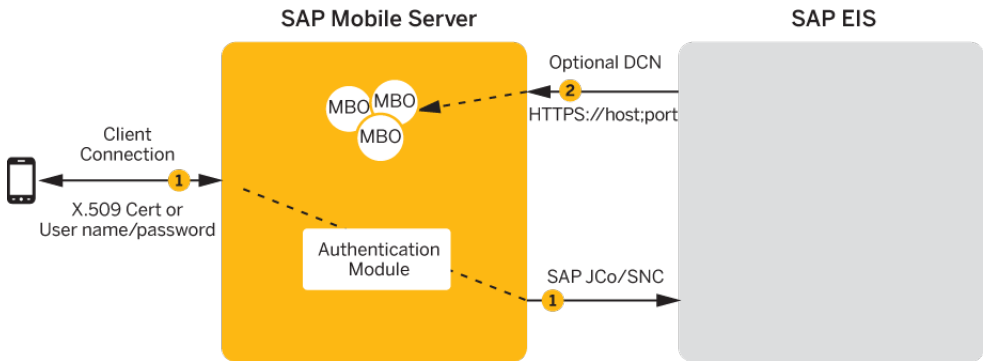 SAP Mobile Server
SAP EIS
Optional DCN
2
HTTPS://host;port
MBO
MBO
MBO
Client
Connection
1
X.509 Cert or
User name/password
Authentication
Module
SAP JCo/SNC
1